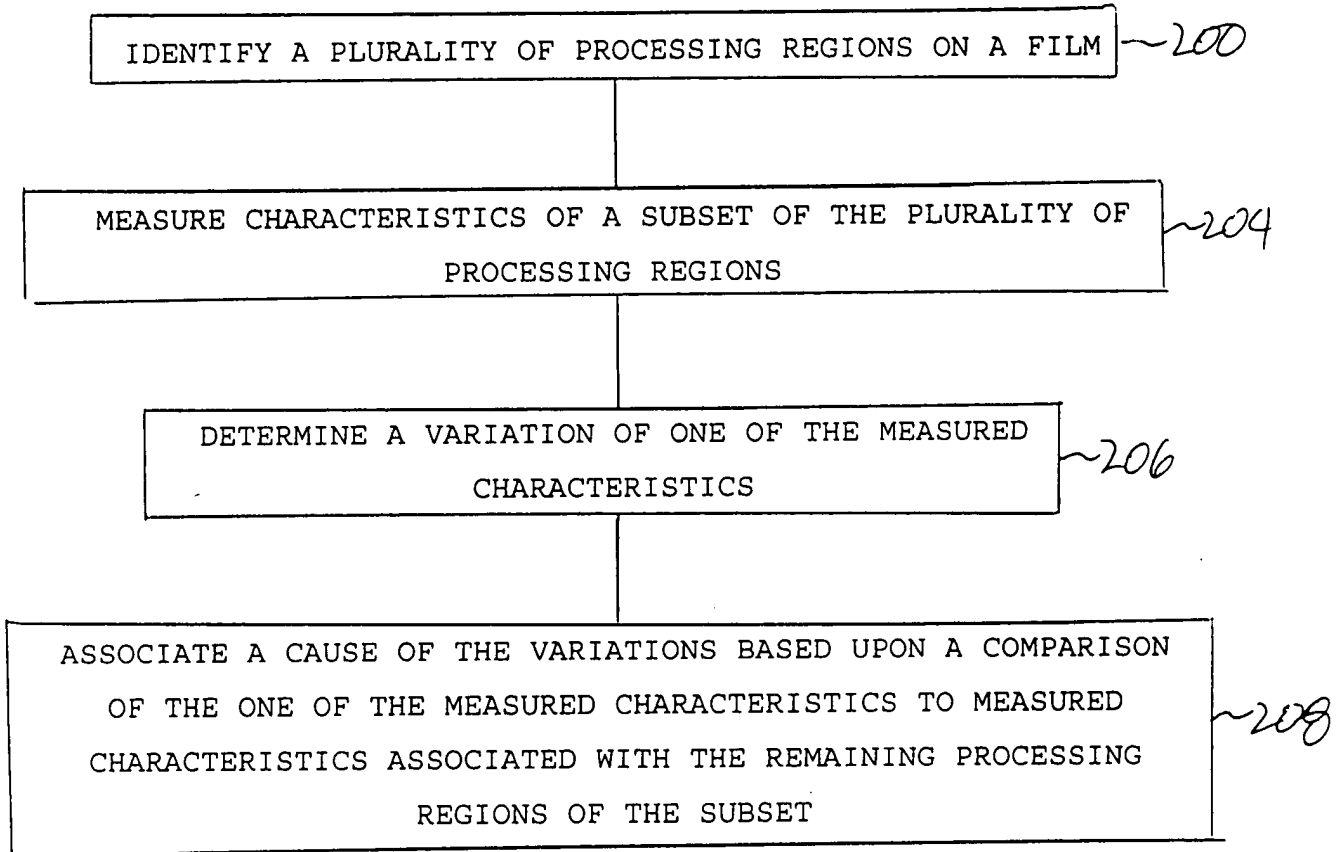 IDENTIFY A PLURALITY OF PROCESSING REGIONS ON A FILM ~200
MEASURE CHARACTERISTICS OF A SUBSET OF THE PLURALITY OF
PROCESSING REGIONS
~204
DETERMINE A VARIATION OF ONE OF THE MEASURED
CHARACTERISTICS
~206
ASSOCIATE A CAUSE OF THE VARIATIONS BASED UPON A COMPARISON
OF THE ONE OF THE MEASURED CHARACTERISTICS TO MEASURED
CHARACTERISTICS ASSOCIATED WITH THE REMAINING PROCESSING
REGIONS OF THE SUBSET
~208